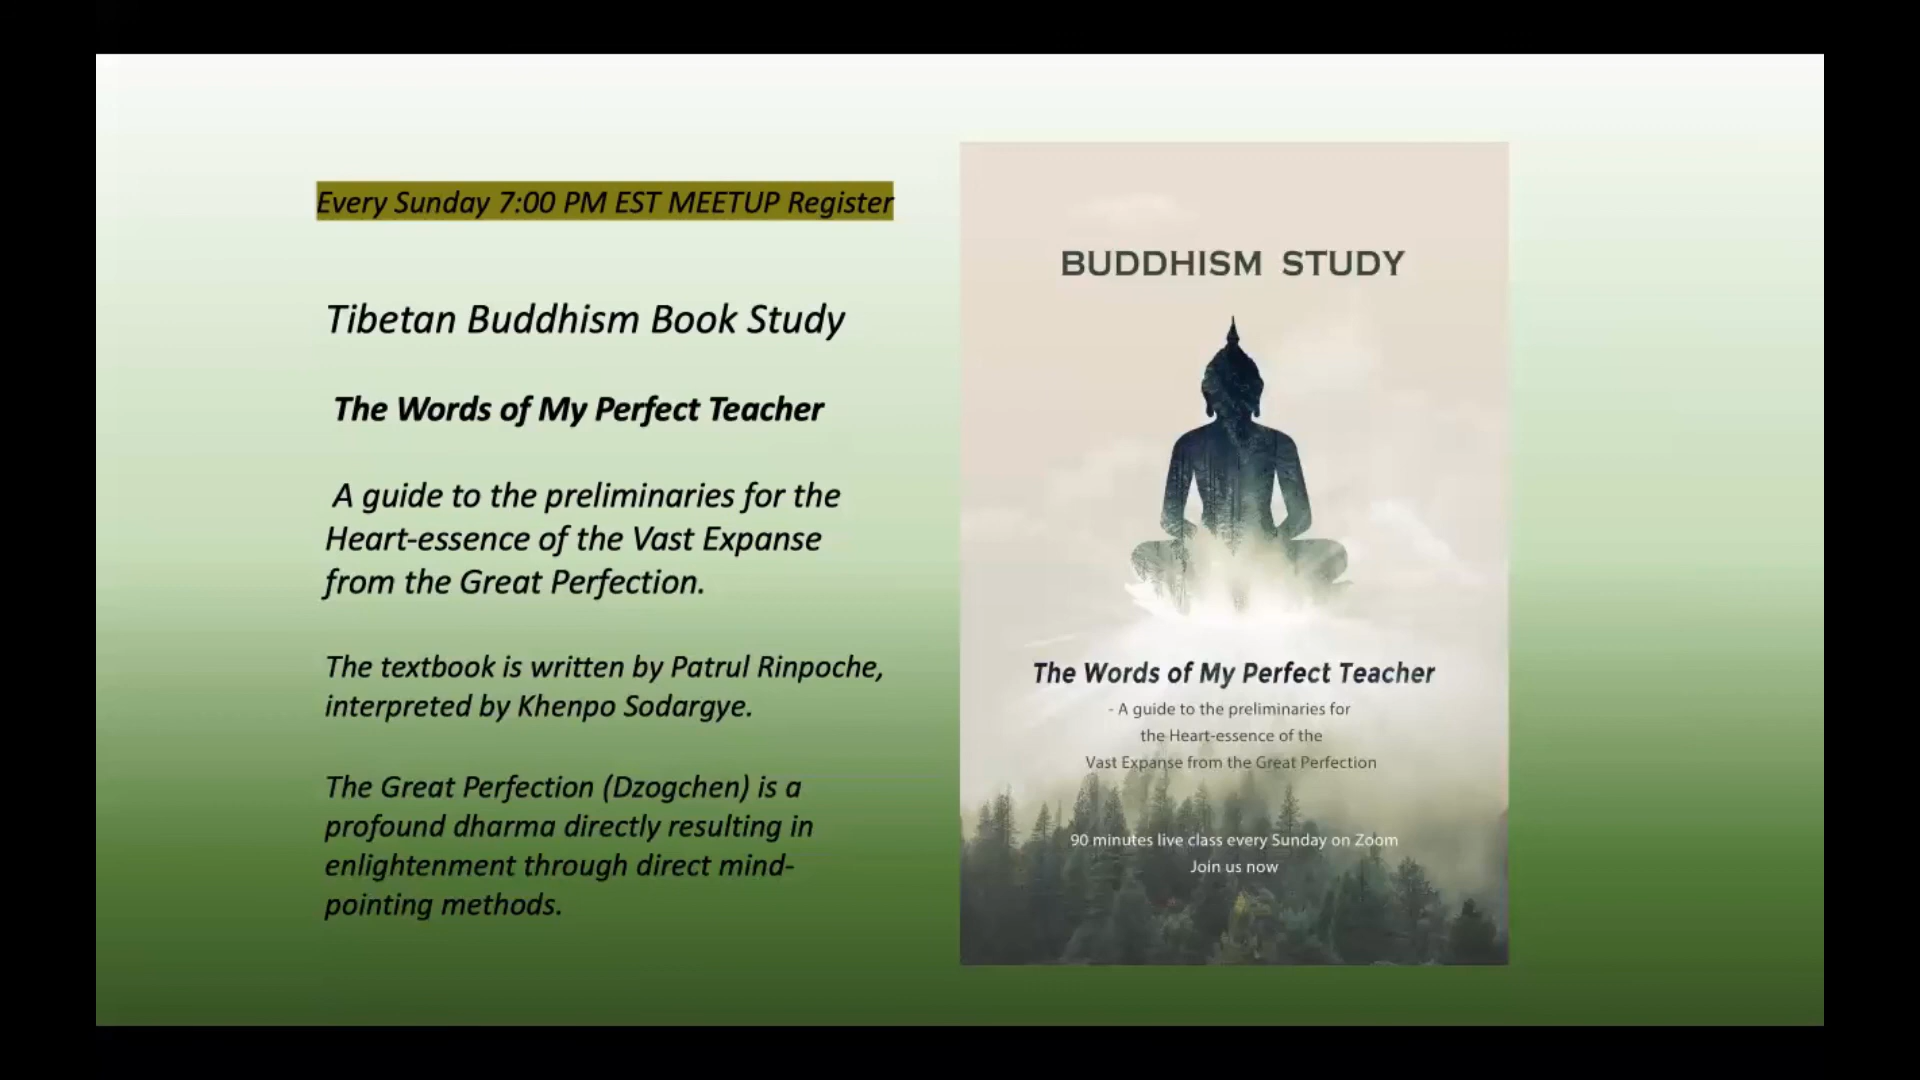 Every Sunday 7:00 PM EST MEETUP Register
Tibetan Buddhism Book Study
The Words of My Perfect Teacher
A guide to the preliminaries for the
Heart-essence of the Vast Expanse
from the Great Perfection.
The textbook is written by Patrul Rinpoche,
interpreted by Khenpo Sodargye.
The Great Perfection (Dzogchen) is a
profound dharma directly resulting in
enlightenment through direct mind-
pointing methods.
BUDDHISM STUDY
The Words of My Perfect Teacher
- A guide to the preliminaries for
the Heart-essence of the
Vast Expanse from the Great Perfection
90 minutes live class every Sunday on Zoom
Join us now